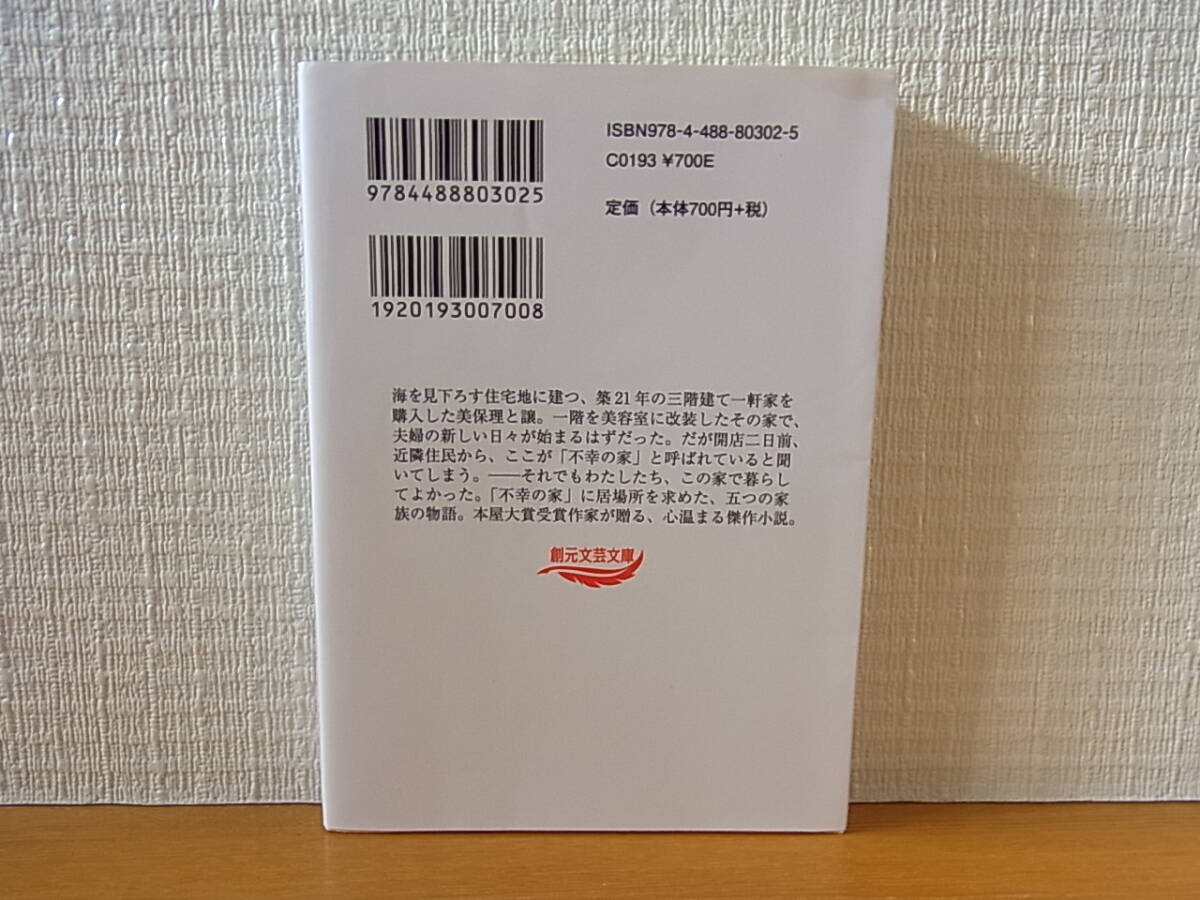 ISBN978-4-488-80302-5
C0193 ¥700E
定価（本体700円+税）
9784488803025
1920193007008
海を見下ろす住宅地に建つ、築21年の三階建て一軒家を
購入した美保理と譲。一階を美容室に改装したその家で、
夫婦の新しい日々が始まるはずだった。だが開店二日前、
近隣住民から、ここが「不幸の家」と呼ばれていると聞
いてしまう。――それでもわたしたち、この家で暮らし
てよかった。「不幸の家」に居場所を求めた、五つの家
族の物語。本屋大賞受賞作家が贈る、心温まる傑作小説。
創元文芸文庫